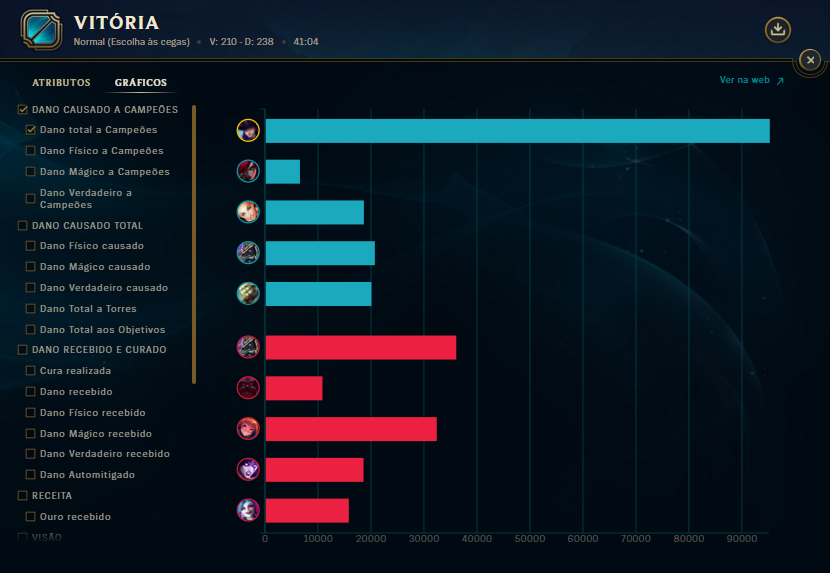 VITÓRIA
Normal (Escolha às cegas) • V: 210 - D: 238 • 41:04
ATRIBUTOS GRÁFICOS
Ver na web
DANO CAUSADO A CAMPEÕES
Dano total a Campeões
Dano Físico a Campeões
Dano Mágico a Campeões
Dano Verdadeiro a
Campeões
DANO CAUSADO TOTAL
Dano Físico causado
Dano Mágico causado
Dano Verdadeiro causado
Dano Total a Torres
Dano Total aos Objetivos
DANO RECEBIDO E CURADO
Cura realizada
Dano recebido
Dano Físico recebido
Dano Mágico recebido
Dano Verdadeiro recebido
Dano Automitigado
RECEITA
Ouro recebido
VISÃO
0 10000 20000 30000 40000 50000 60000 70000 80000 90000